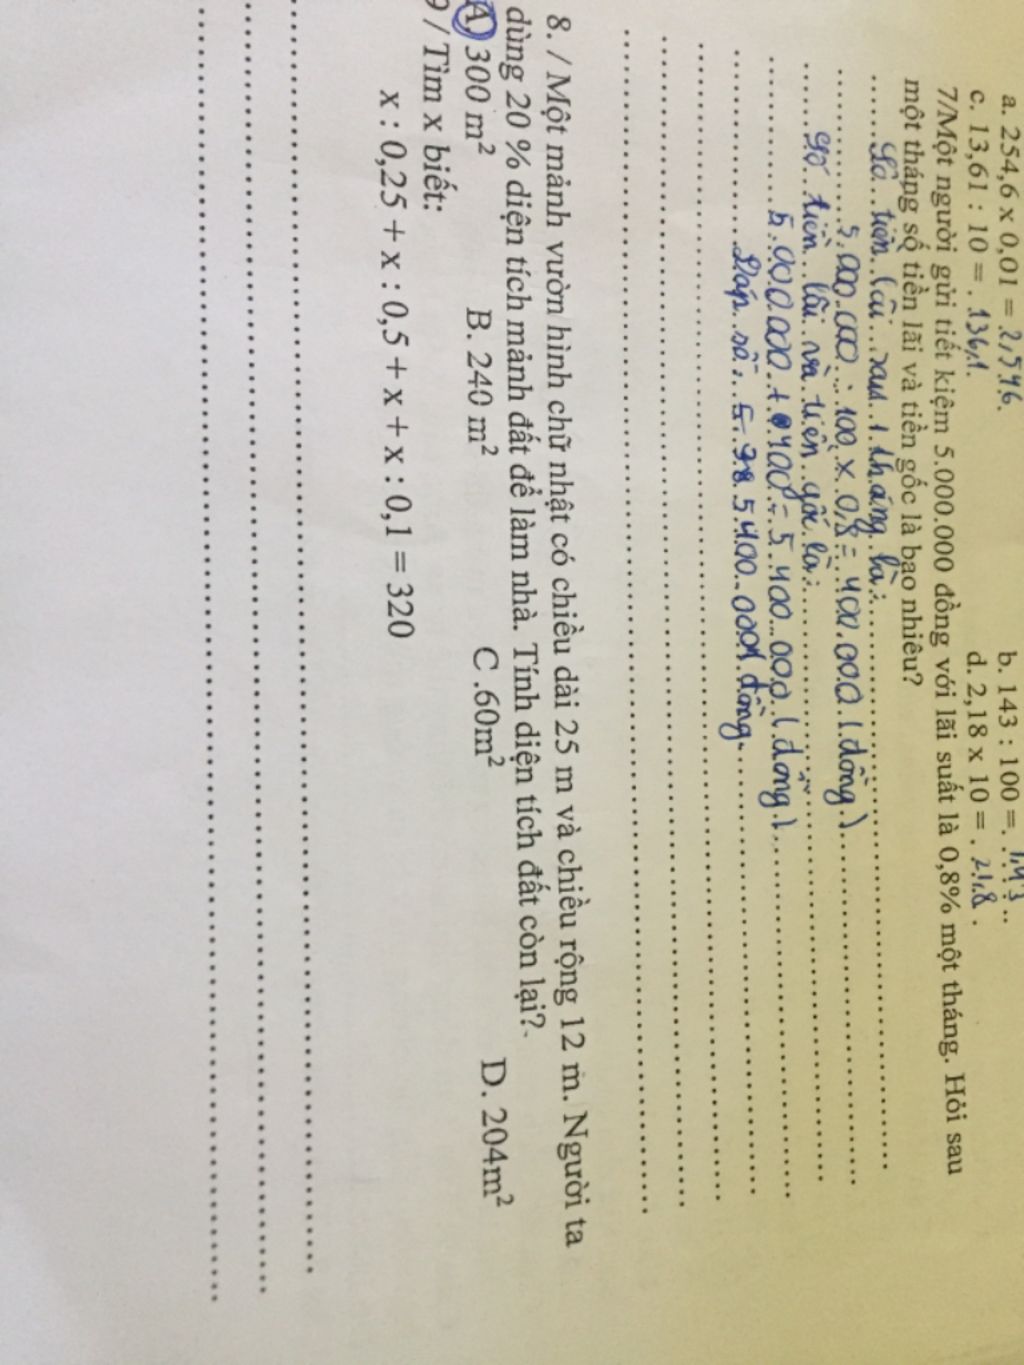 a. 254,6 x 0,01 = 2,546. b. 143 : 100 =. 1,43..
c. 13,61 : 10 = . 136,1. d. 2,18 x 10 = . 21,8 .
7/Một người gửi tiết kiệm 5.000.000 đồng với lãi suất là 0,8% một tháng. Hỏi sau
một tháng số tiền lãi và tiền gốc là bao nhiêu?
Số tiền lãi sau 1 tháng là:
5.000.000 : 100 x 0,8 = 400.000 (đồng)
Số tiền lãi và tiền gốc là:
5.000.000 + 400 = 5.400.000 (đồng)
Đáp số: 5.400.000 đồng.
8. / Một mảnh vườn hình chữ nhật có chiều dài 25 m và chiều rộng 12 m. Người ta
dùng 20 % diện tích mảnh đất để làm nhà. Tính diện tích đất còn lại?
A. 300 m² B. 240 m² C .60m² D. 204m²
9 / Tìm x biết:
x : 0,25 + x : 0,5 + x + x : 0,1 = 320